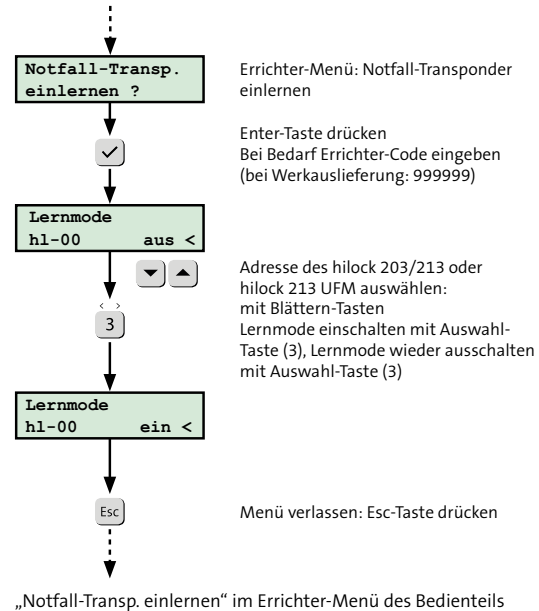 Notfall-Transp.
einlernen ?
Errichter-Menü: Notfall-Transponder
einlernen
Enter-Taste drücken
Bei Bedarf Errichter-Code eingeben
(bei Werkauslieferung: 999999)
Lernmode
hl-00 aus <
Adresse des hilock 203/213 oder
hilock 213 UFM auswählen:
mit Blättern-Tasten
Lernmode einschalten mit Auswahl-
Taste (3), Lernmode wieder ausschalten
mit Auswahl-Taste (3)
< >
3
Lernmode
hl-00 ein <
Esc
Menü verlassen: Esc-Taste drücken
„Notfall-Transp. einlernen“ im Errichter-Menü des Bedienteils